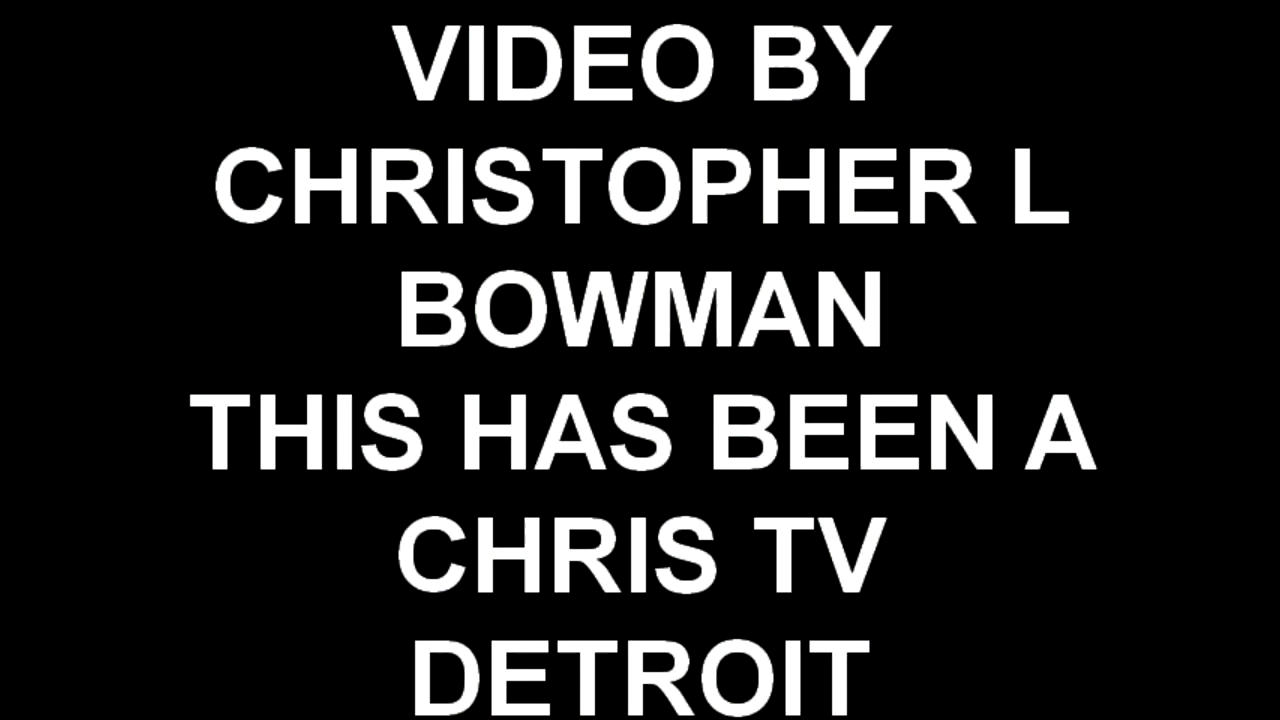 VIDEO BY
CHRISTOPHER L
BOWMAN
THIS HAS BEEN A
CHRIS TV
DETROIT